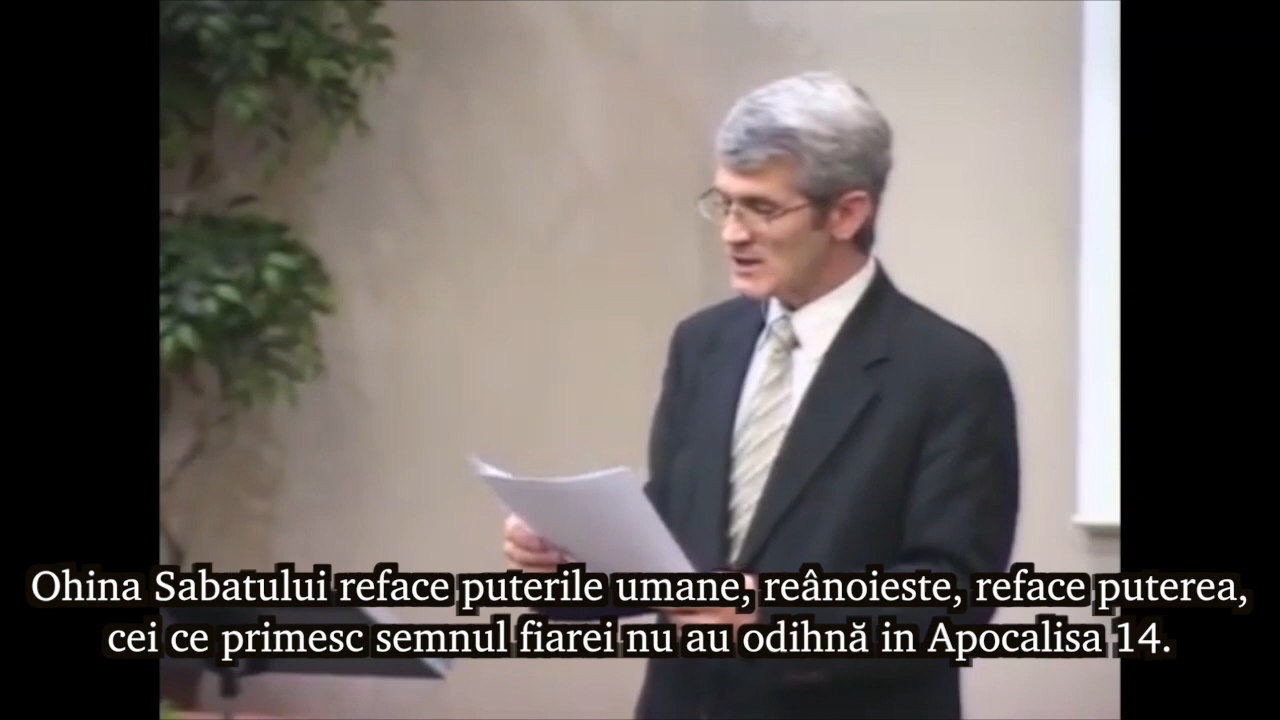 Ohina Sabatului reface puterile umane, reânoieste, reface puterea,
cei ce primesc semnul fiarei nu au odihnă in Apocalisa 14.